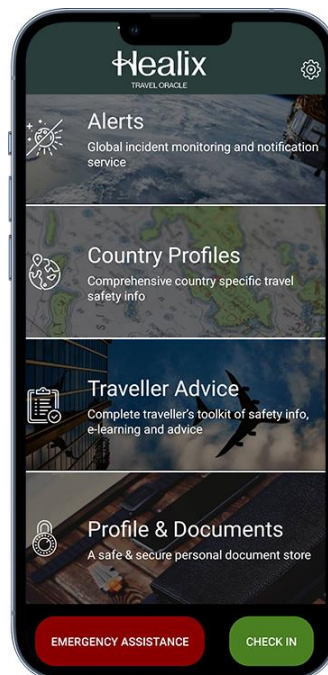 Healix
TRAVEL ORACLE
Alerts
Global incident monitoring and notification
service
Country Profiles
Comprehensive country specific travel
safety info
Traveller Advice
Complete traveller's toolkit of safety info,
e-learning and advice
Profile & Documents
A safe & secure personal document store
EMERGENCY ASSISTANCE
CHECK IN